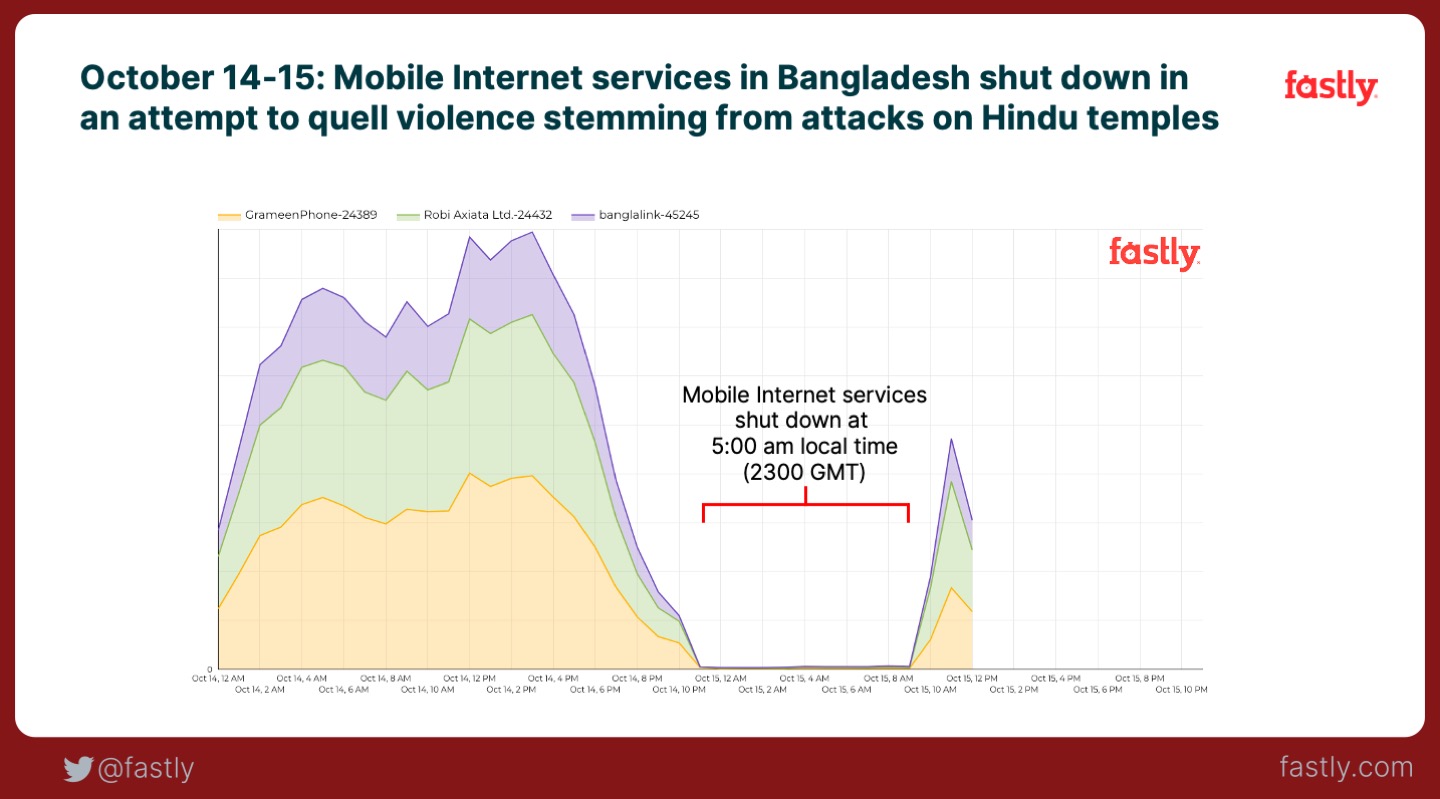 October 14-15: Mobile Internet services in Bangladesh shut down in
an attempt to quell violence stemming from attacks on Hindu temples
fastly
GrameenPhone-24389 Robi Axiata Ltd.-24432 banglalink-45245
fastly
Mobile Internet services
shut down at
5:00 am local time
(2300 GMT)
0
Oct 14, 12 AM Oct 14, 4 AM Oct 14, 8 AM Oct 14, 12 PM Oct 14, 4 PM Oct 14, 8 PM Oct 15, 12 AM Oct 15, 4 AM Oct 15, 8 AM Oct 15, 12 PM Oct 15, 4 PM Oct 15, 8 PM
Oct 14, 2 AM Oct 14, 6 AM Oct 14, 10 AM Oct 14, 2 PM Oct 14, 6 PM Oct 14, 10 PM Oct 15, 2 AM Oct 15, 6 AM Oct 15, 10 AM Oct 15, 2 PM Oct 15, 6 PM Oct 15, 10 PM
@fastly
fastly.com